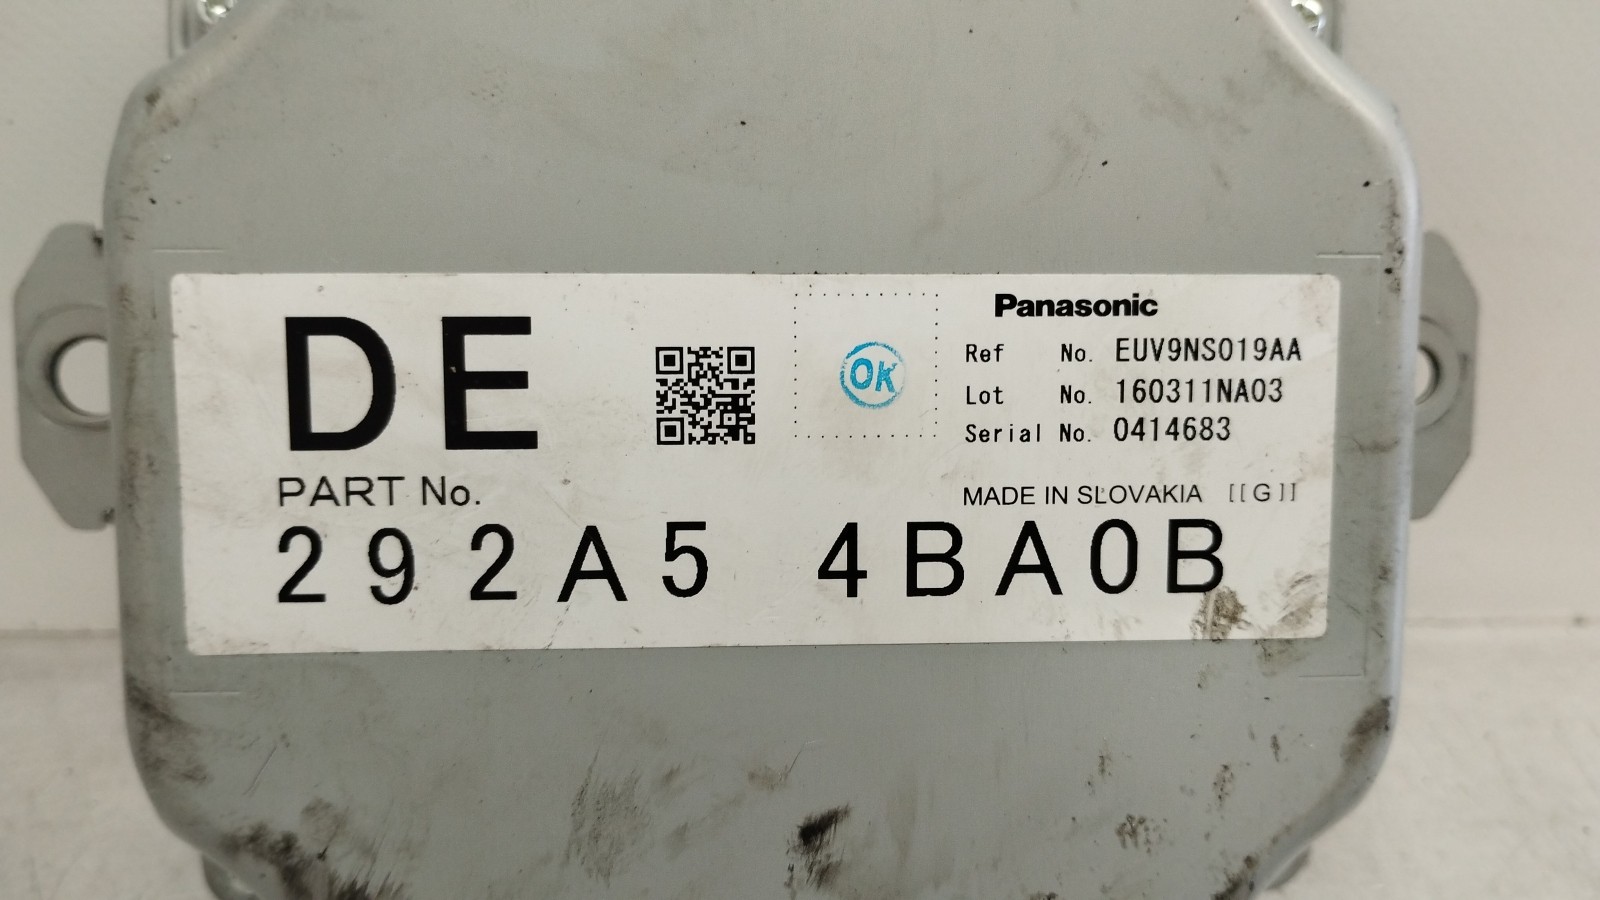 DE
OK
Panasonic
Ref No. EUV9NS019AA
Lot No. 160311NA03
Serial No. 0414683
PART No.
MADE IN SLOVAKIA [[G]]
292A5 4BA0B